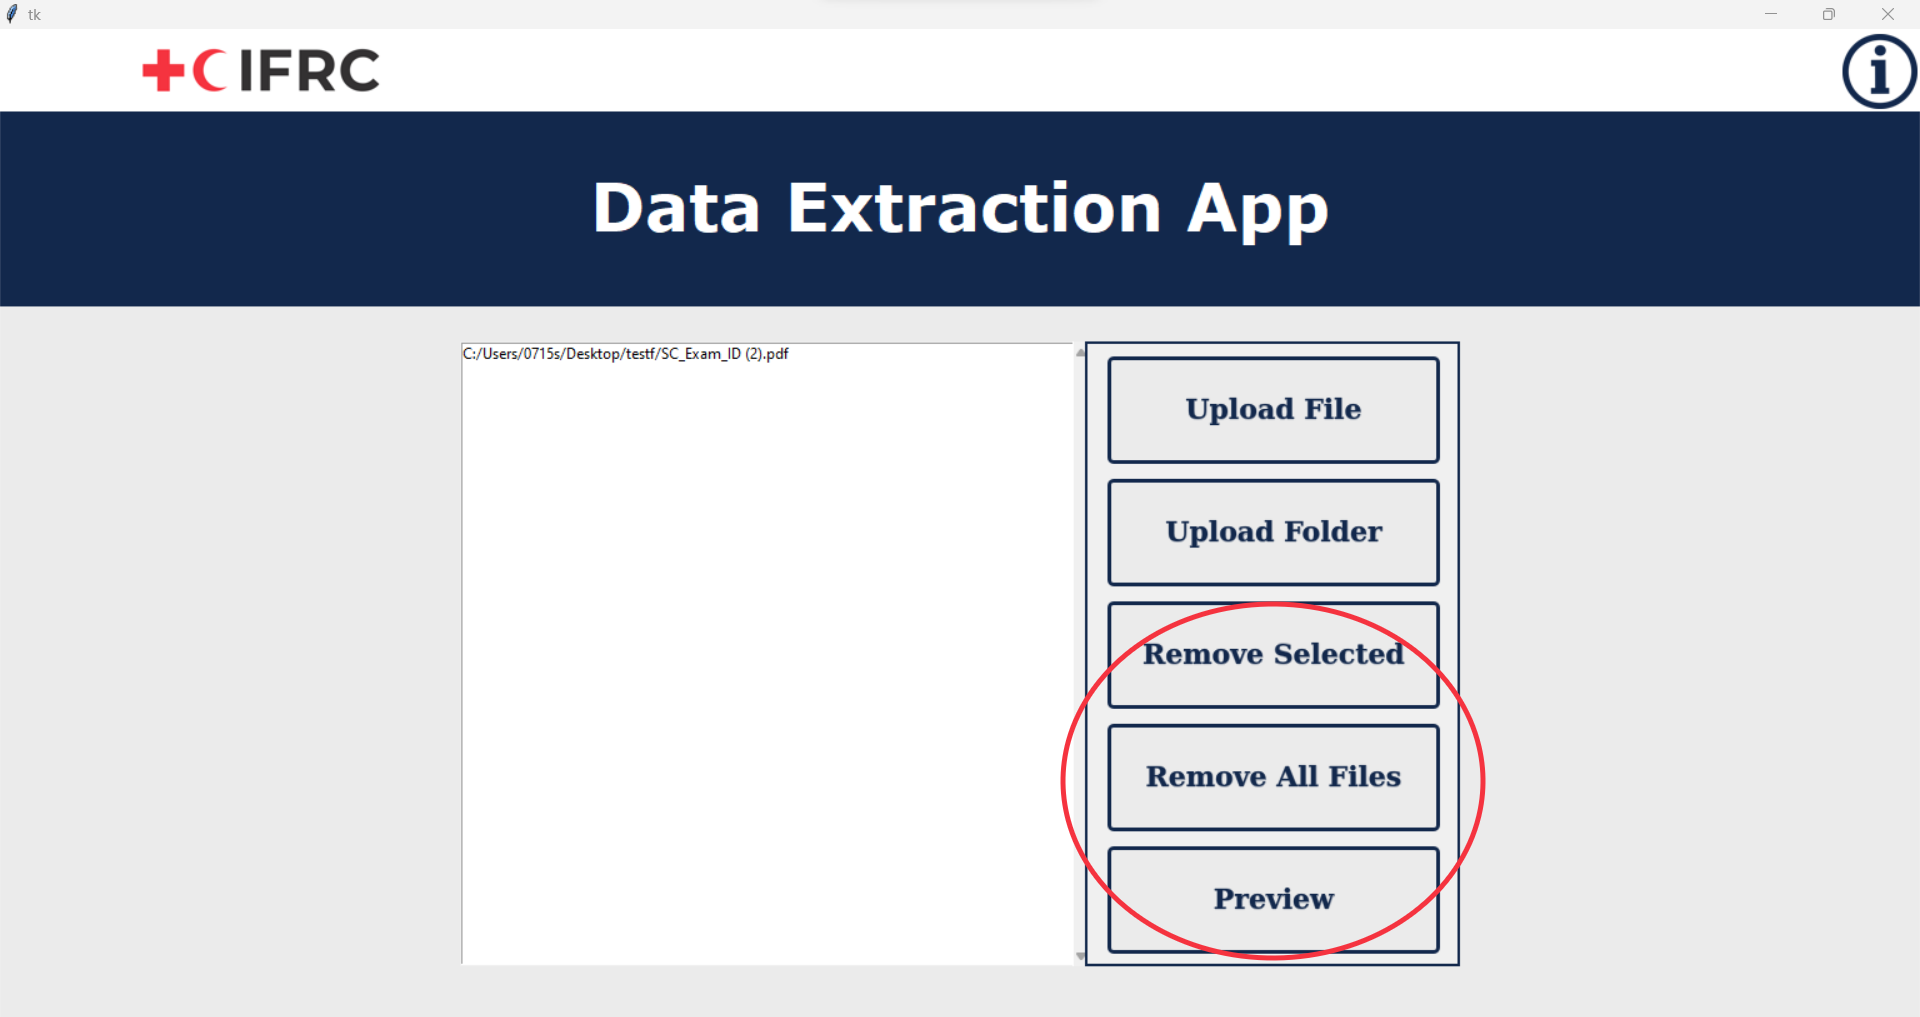 tk
IFRC
i
Data Extraction App
C:/Users/0715s/Desktop/testf/SC_Exam_ID (2).pdf
Upload File
Upload Folder
Remove Selected
Remove All Files
Preview